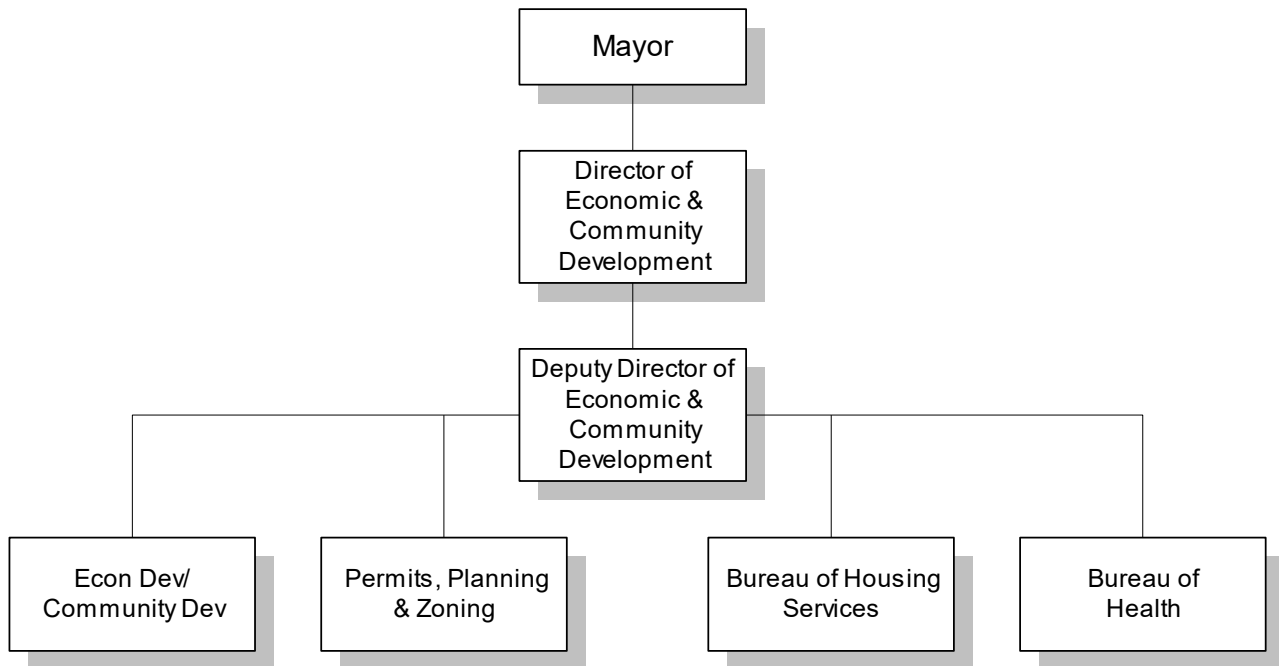 Mayor
Director of
Economic &
Community
Development
Deputy Director of
Economic &
Community
Development
Econ Dev/
Community Dev
Permits, Planning
& Zoning
Bureau of Housing
Services
Bureau of
Health